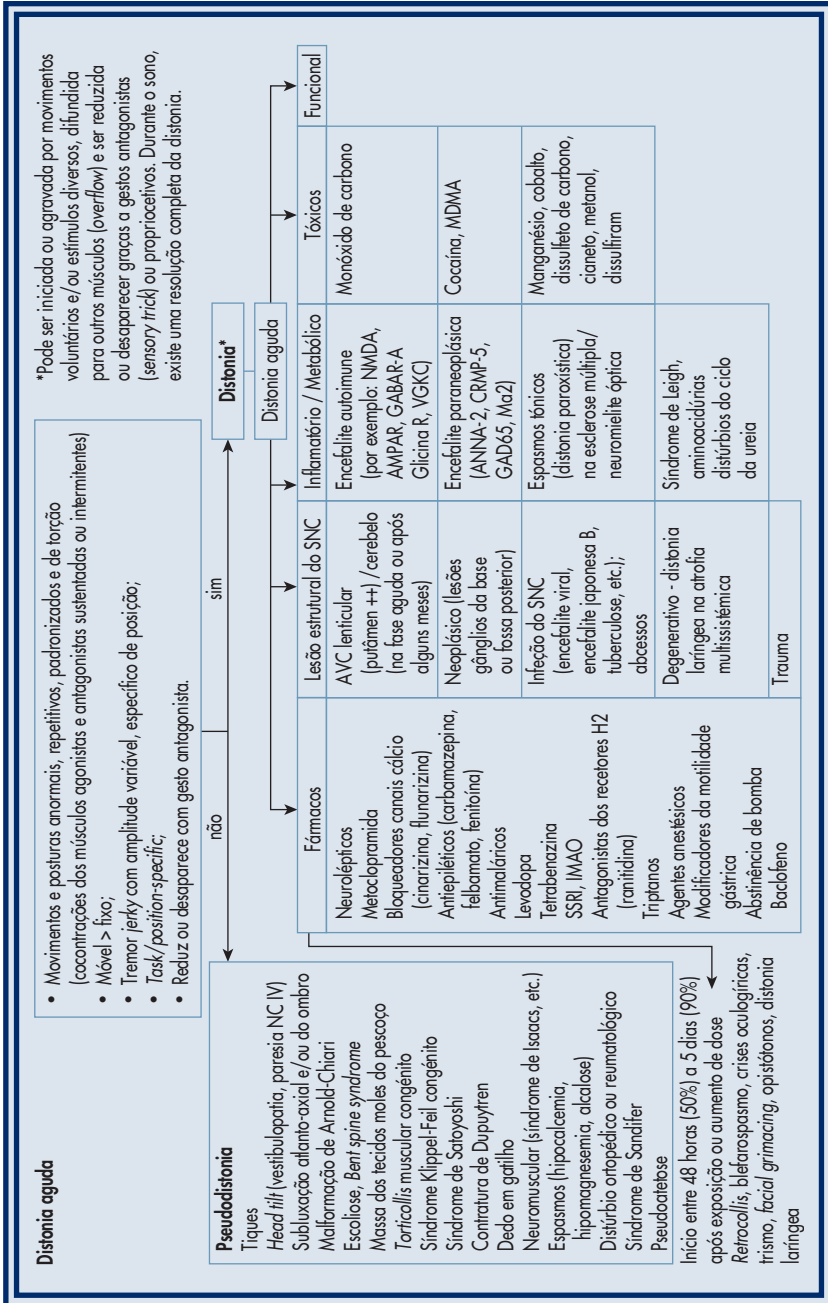 Distonia aguda
• Movimentos e posturas anormais, repetitivos, padronizados e de torção
(cocontrações dos músculos agonistas e antagonistas sustentadas ou intermitentes)
• Móvel > fixo;
• Tremor jerky com amplitude variável, específico de posição;
• Task/position-specific;
• Reduz ou desaparece com gesto antagonista.
*Pode ser iniciada ou agravada por movimentos
voluntários e/ou estímulos diversos, difundida
para outros músculos (overflow) e ser reduzida
ou desaparecer graças a gestos antagonistas
(sensory trick) ou propriocetivos. Durante o sono,
existe uma resolução completa da distonia.
não
sim
Distonia*
Distonia aguda
Pseudodistonia
Tiques
Head tilt (vestibulopatia, paresia NC IV)
Subluxação atlanto-axial e/ou do ombro
Malformação de Arnold-Chiari
Escoliose, Bent spine syndrome
Massa dos tecidos moles do pescoço
Torticollis muscular congénito
Síndrome Klippel-Feil congénito
Síndrome de Satoyoshi
Contratura de Dupuytren
Dedo em gatilho
Neuromuscular (síndrome de Isaacs, etc.)
Espasmos (hipocalcemia,
hipomagnesemia, alcalose)
Distúrbio ortopédico ou reumatológico
Síndrome de Sandifer
Pseudoatetose
Fármacos
Neurolépticos
Metoclopramida
Bloqueadores canais cálcio
(cinarizina, flunarizina)
Antiepiléticos (carbamazepina,
felbamato, fenitoína)
Antimaláricos
Levodopa
Tetrabenazina
SSRI, IMAO
Antagonistas dos recetores H2
(ranitidina)
Triptanos
Agentes anestésicos
Modificadores da motilidade
gástrica
Abstinência de bomba
Baclofeno
Lesão estrutural do SNC
AVC lenticular
(putâmen ++) / cerebelo
(na fase aguda ou após
alguns meses)
Neoplásico (lesões
gânglios da base
ou fossa posterior)
Infeção do SNC
(encefalite viral,
encefalite japonesa B,
tuberculose, etc.);
abcessos
Degenerativo - distonia
laríngea na atrofia
multissistémica
Trauma
Inflamatório / Metabólico
Encefalite autoimune
(por exemplo: NMDA,
AMPAR, GABAR-A
Glicina R, VGKC)
Encefalite paraneoplásica
(ANNA-2, CRMP-5,
GAD65, Ma2)
Espasmos tónicos
(distonia paroxística)
na esclerose múltipla/
neuromielite óptica
Síndrome de Leigh,
aminoacidúrias
distúrbios do ciclo
da ureia
Tóxicos
Monóxido de carbono
Cocaína, MDMA
Manganésio, cobalto,
dissulfeto de carbono,
cianeto, metanol,
dissulfiram
Funcional
Início entre 48 horas (50%) a 5 dias (90%)
após exposição ou aumento de dose
Retrocollis, blefarospasmo, crises oculogíricas,
trismo, facial grimacing, opistótonos, distonia
laríngea